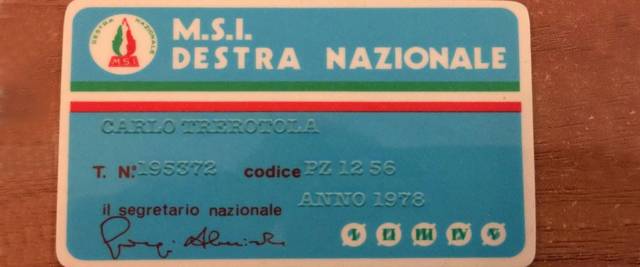 DESTRA NAZIONALE
MSI
M.S.I.
DESTRA NAZIONALE
CARLO TREROTOLA
T. N° 195372 codice PZ 12 56
ANNO 1978
il segretario nazionale
I II III IV V